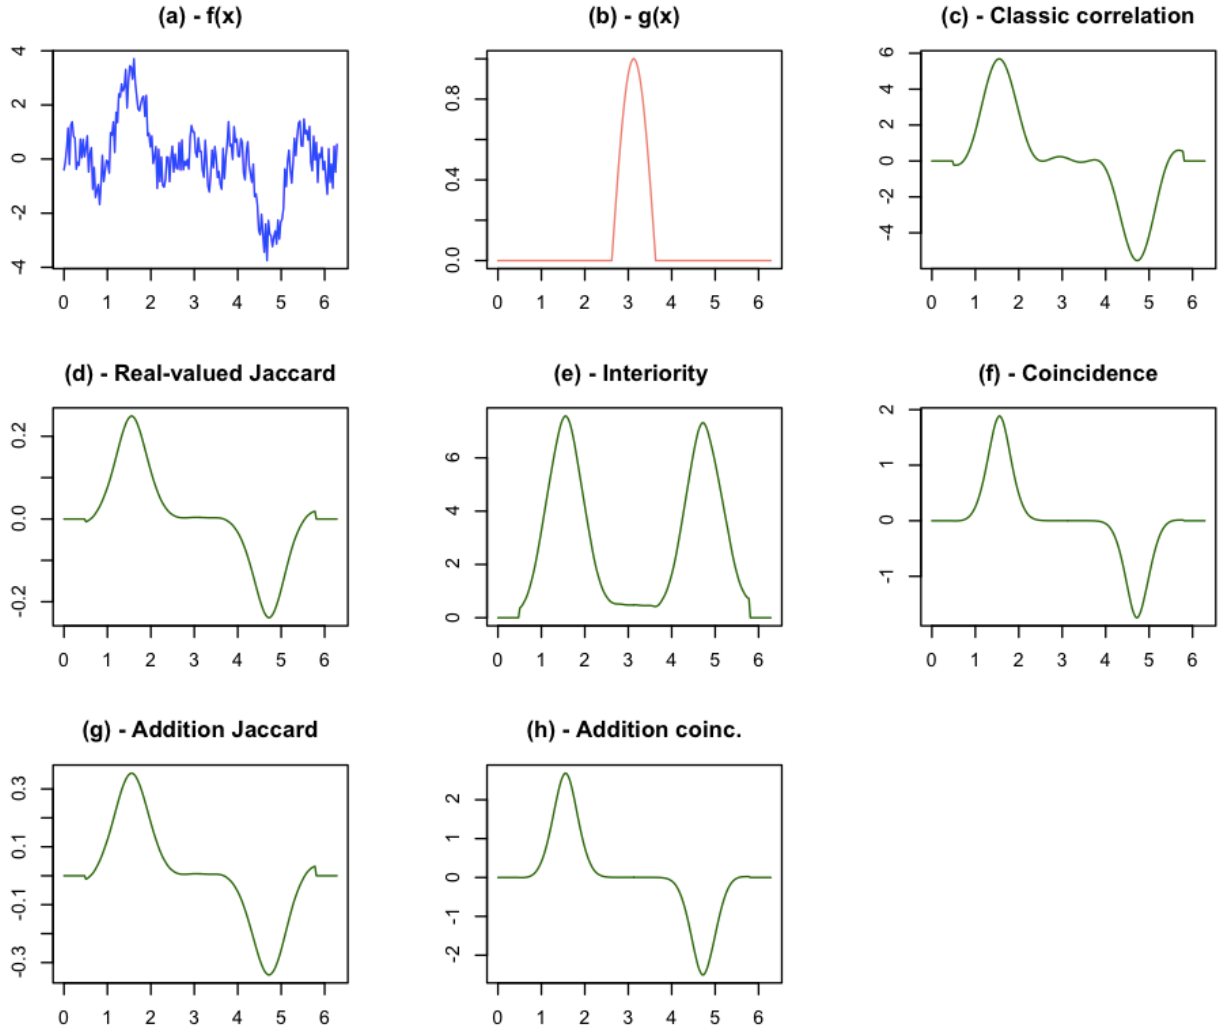 (a) - f(x)
(b) - g(x)
(c) - Classic correlation
4
2
0
-2
4
0 1 2 3 4 5 6
0.8
0.4
0.0
0 1 2 3 4 5 6
6
4
2
0
-2
-4
0 1 2 3 4 5 6
(d) - Real-valued Jaccard
(e) - Interiority
(f) - Coincidence
0.2
0.0
-0.2
0 1 2 3 4 5 6
6
4
2
0
0 1 2 3 4 5 6
2
1
0
-1
0 1 2 3 4 5 6
(g) - Addition Jaccard
(h) - Addition coinc.
0.3
0.1
-0.1
-0.3
0 1 2 3 4 5 6
2
1
0
-1
-2
0 1 2 3 4 5 6